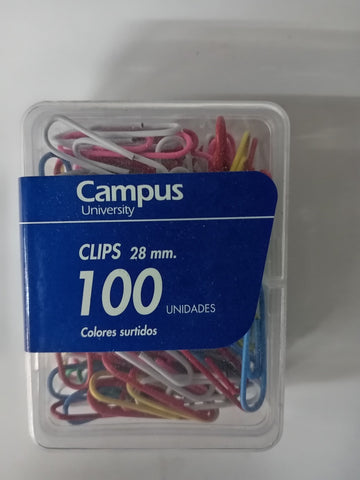 Campus
University
CLIPS 28 mm.
100 UNIDADES
Colores surtidos